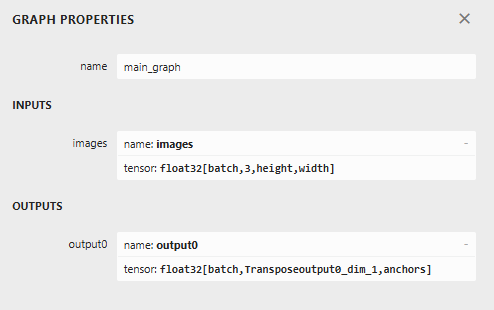 GRAPH PROPERTIES
name main_graph
INPUTS
images name: images -
tensor: float32[batch,3,height,width]
OUTPUTS
output0 name: output0 -
tensor: float32[batch,Transposeoutput0_dim_1,anchors]